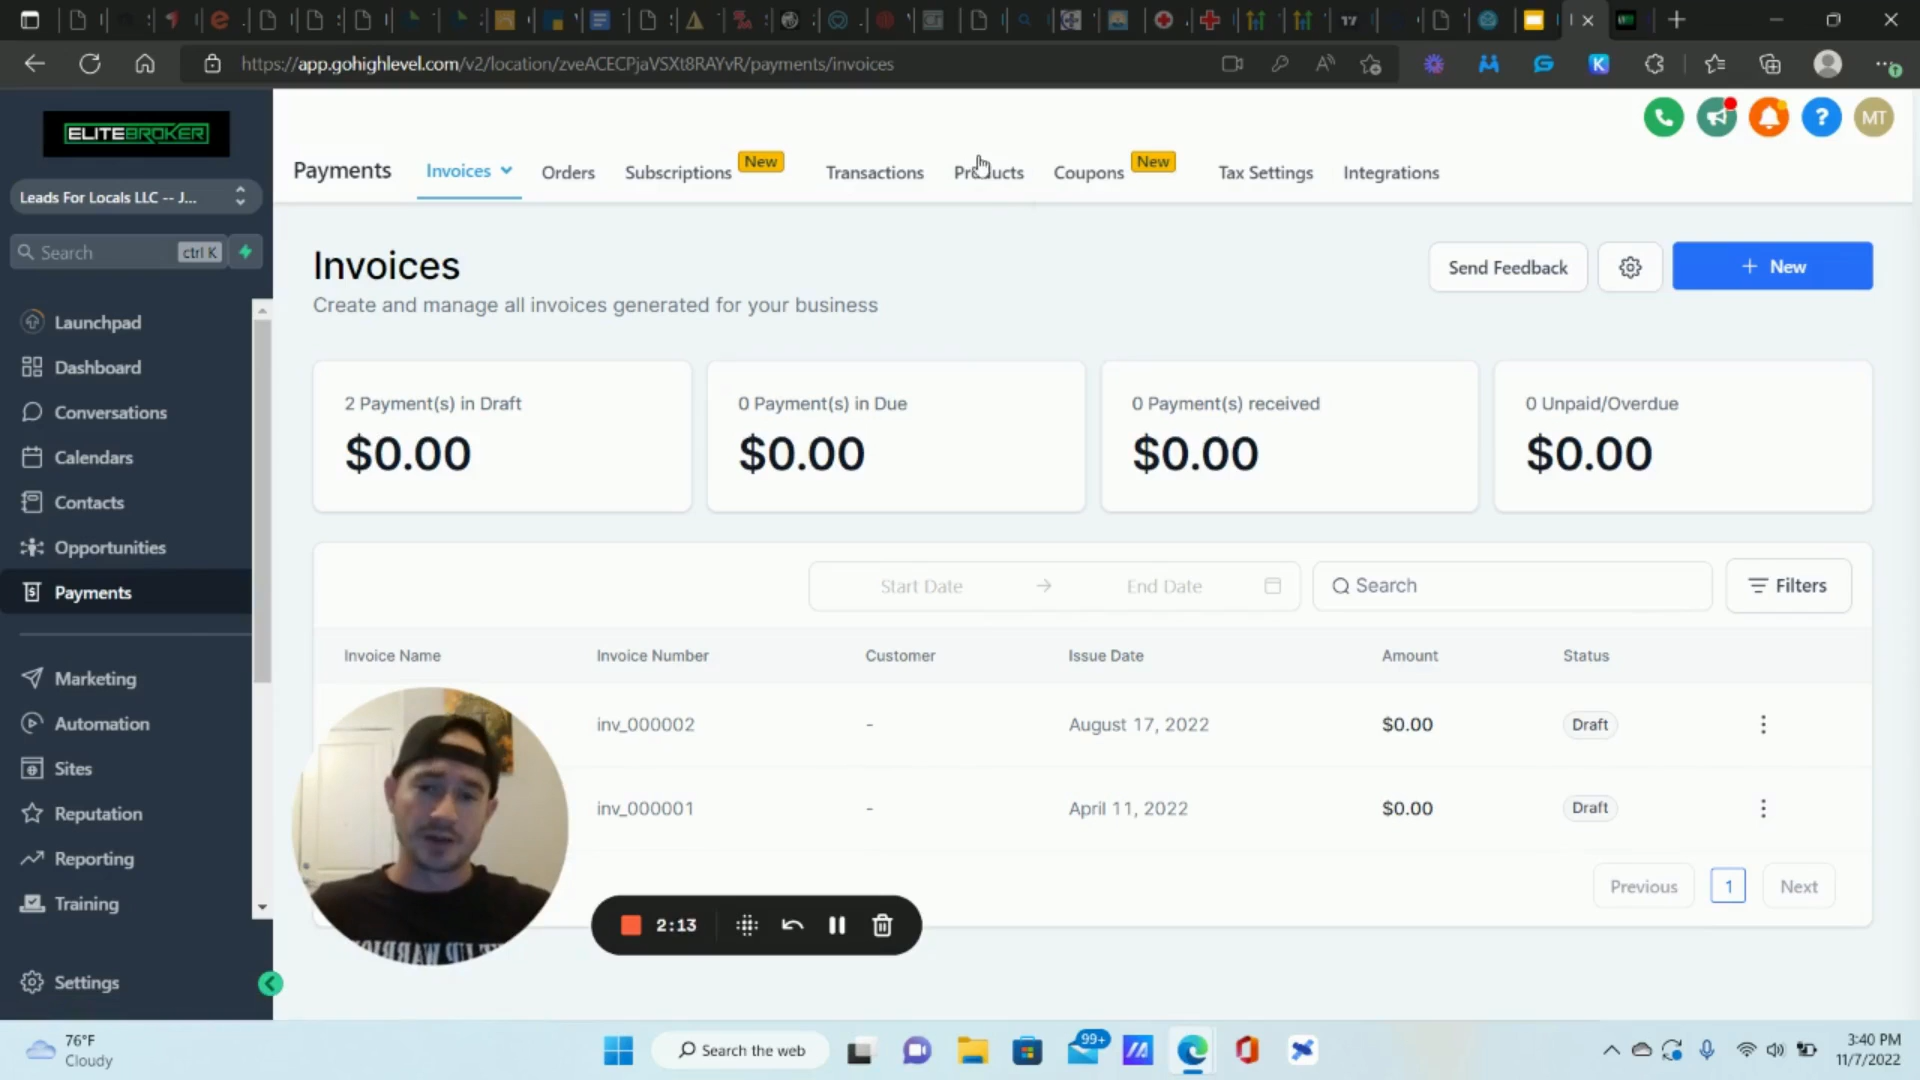 https://app.gohighlevel.com/v2/location/zveACECPjaVSXt8RAYvR/payments/invoices
ELITEBROKER
Leads For Locals LLC -- J...
Search
ctrl K
Launchpad
Dashboard
Conversations
Calendars
Contacts
Opportunities
Payments
Marketing
Automation
Sites
Reputation
Reporting
Training
Settings
MT
Payments
Invoices
Orders
Subscriptions
New
Transactions
Products
Coupons
New
Tax Settings
Integrations
Invoices
Create and manage all invoices generated for your business
Send Feedback
+ New
2 Payment(s) in Draft
$0.00
0 Payment(s) in Due
$0.00
0 Payment(s) received
$0.00
0 Unpaid/Overdue
$0.00
Start Date
End Date
Search
Filters
Invoice Name
Invoice Number
Customer
Issue Date
Amount
Status
inv_000002
-
August 17, 2022
$0.00
Draft
inv_000001
-
April 11, 2022
$0.00
Draft
Previous
1
Next
2:13
76°F
Cloudy
Search the web
99+
3:40 PM
11/7/2022